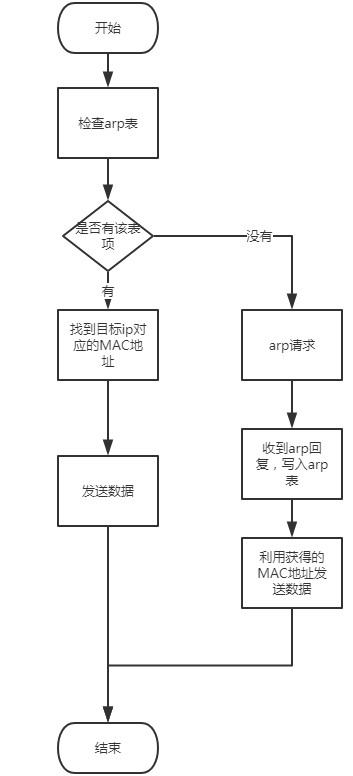 开始
检查arp表
是否有该表
项
没有
有
找到目标ip对
应的MAC地
址
arp请求
收到arp回
复，写入arp
表
发送数据
利用获得的
MAC地址发
送数据
结束